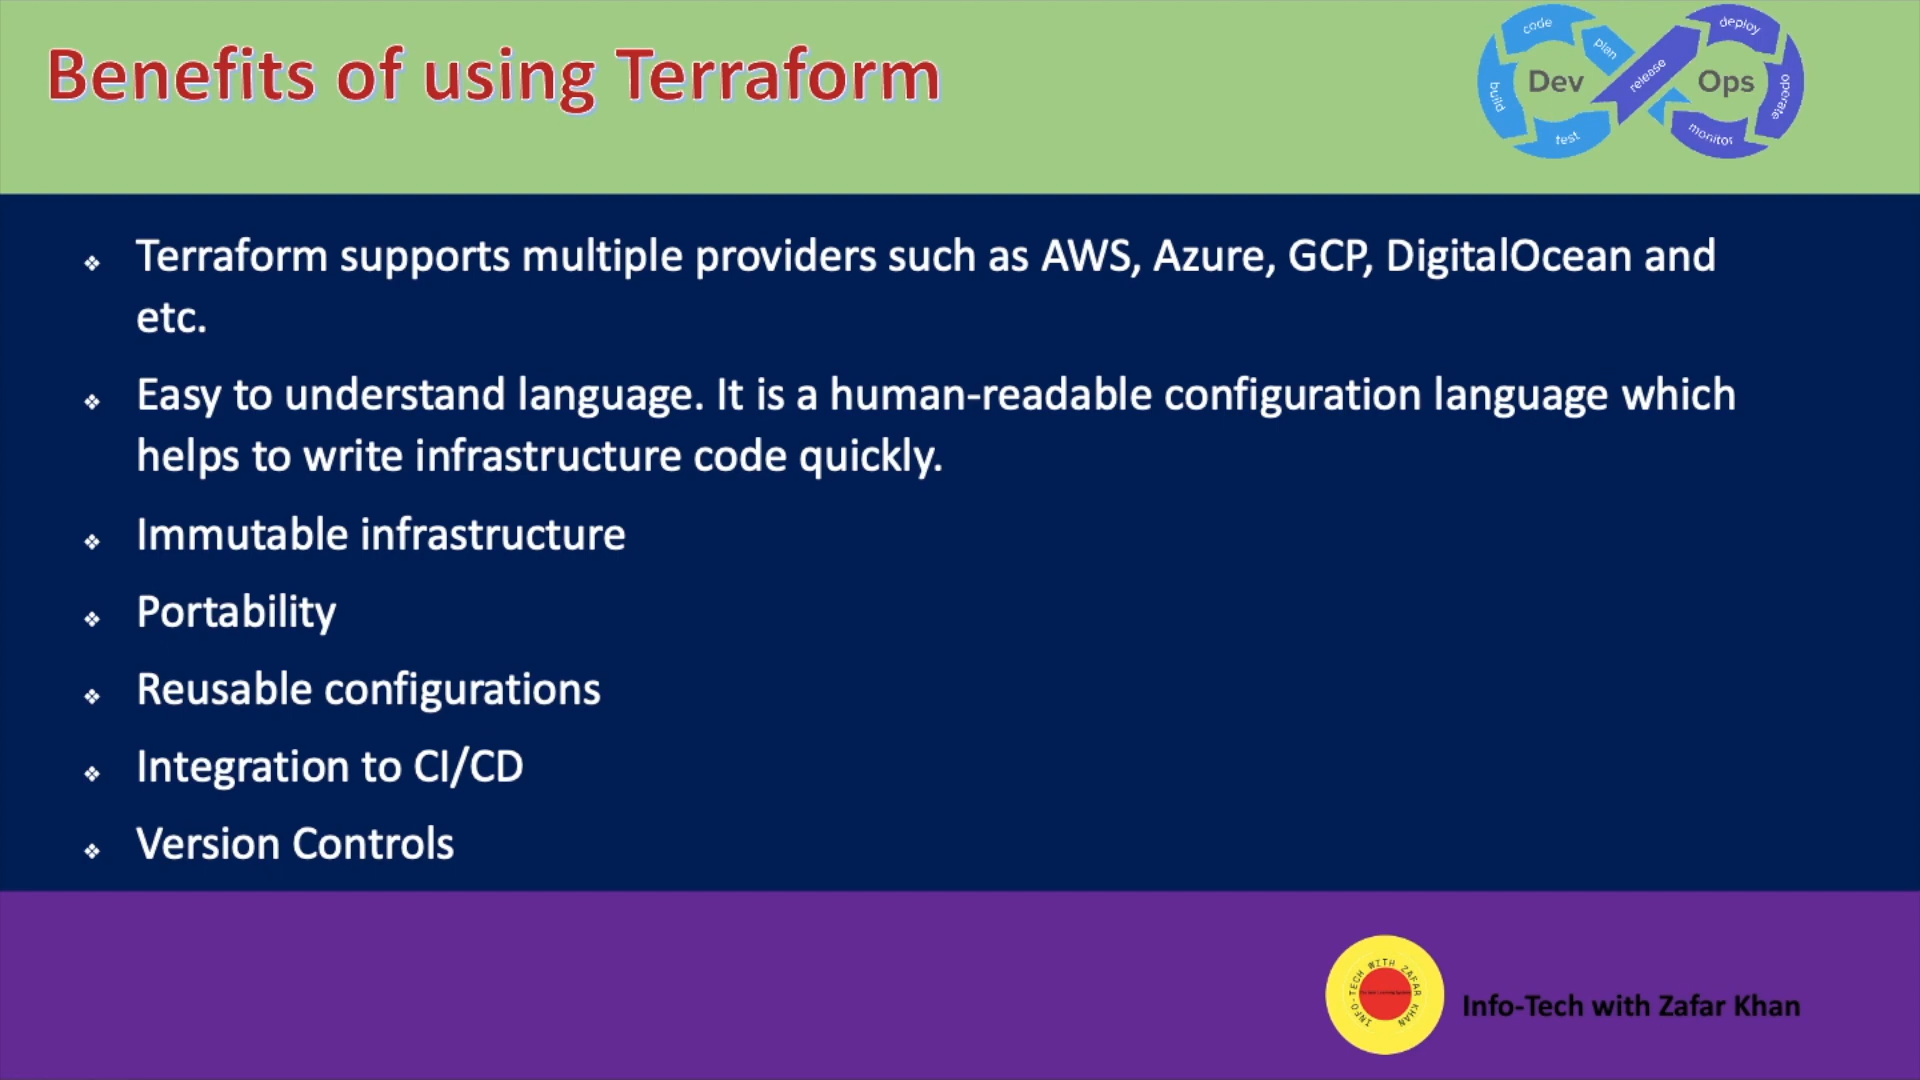 Benefits of using Terraform
code
plan
build
Dev
test
release
deploy
Ops
operate
monitor
❖ Terraform supports multiple providers such as AWS, Azure, GCP, DigitalOcean and
etc.
❖ Easy to understand language. It is a human-readable configuration language which
helps to write infrastructure code quickly.
❖ Immutable infrastructure
❖ Portability
❖ Reusable configurations
❖ Integration to CI/CD
❖ Version Controls
INFO-TECH WITH ZAFAR KHAN
Info-Tech with Zafar Khan